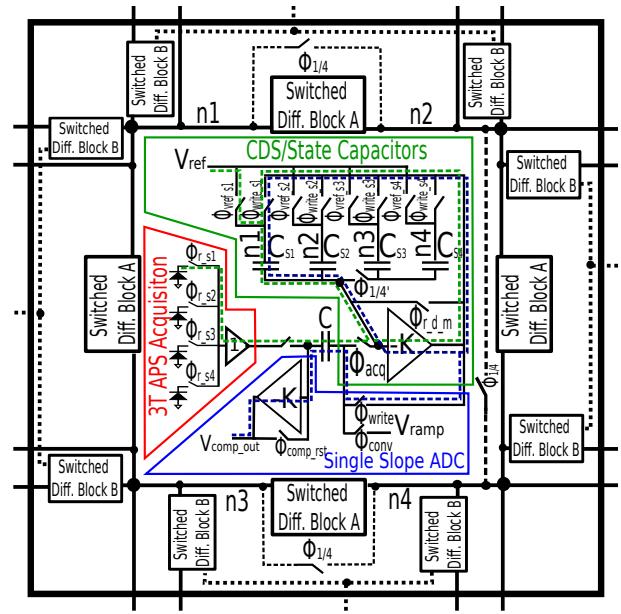 Switched
Diff. Block B
Φ1/4
Switched
Diff. Block B
Switched
Diff. Block A
n1
n2
Switched
Diff. Block B
Switched
Diff. Block B
CDS/State Capacitors
Vref
Φvref_s1
Φwrite_s1
Φvref_s2
Φwrite_s2
Φvref_s3
Φwrite_s3
Φvref_s4
Φwrite_s4
n1
n2
n3
n4
CS1
CS2
CS3
CS4
Φ1/4'
Switched
Diff. Block A
Switched
Diff. Block A
3T APS Acquisiton
Φr_s1
Φr_s2
Φr_s3
Φr_s4
1
C
Φacq
-K
Φr_d_m
Φ1/4
-K
Vcomp_out
Φcomp_rst
Φwrite
Φconv
Vramp
Single Slope ADC
Switched
Diff. Block B
Switched
Diff. Block B
n3
n4
Switched
Diff. Block A
Switched
Diff. Block B
Switched
Diff. Block B
Φ1/4